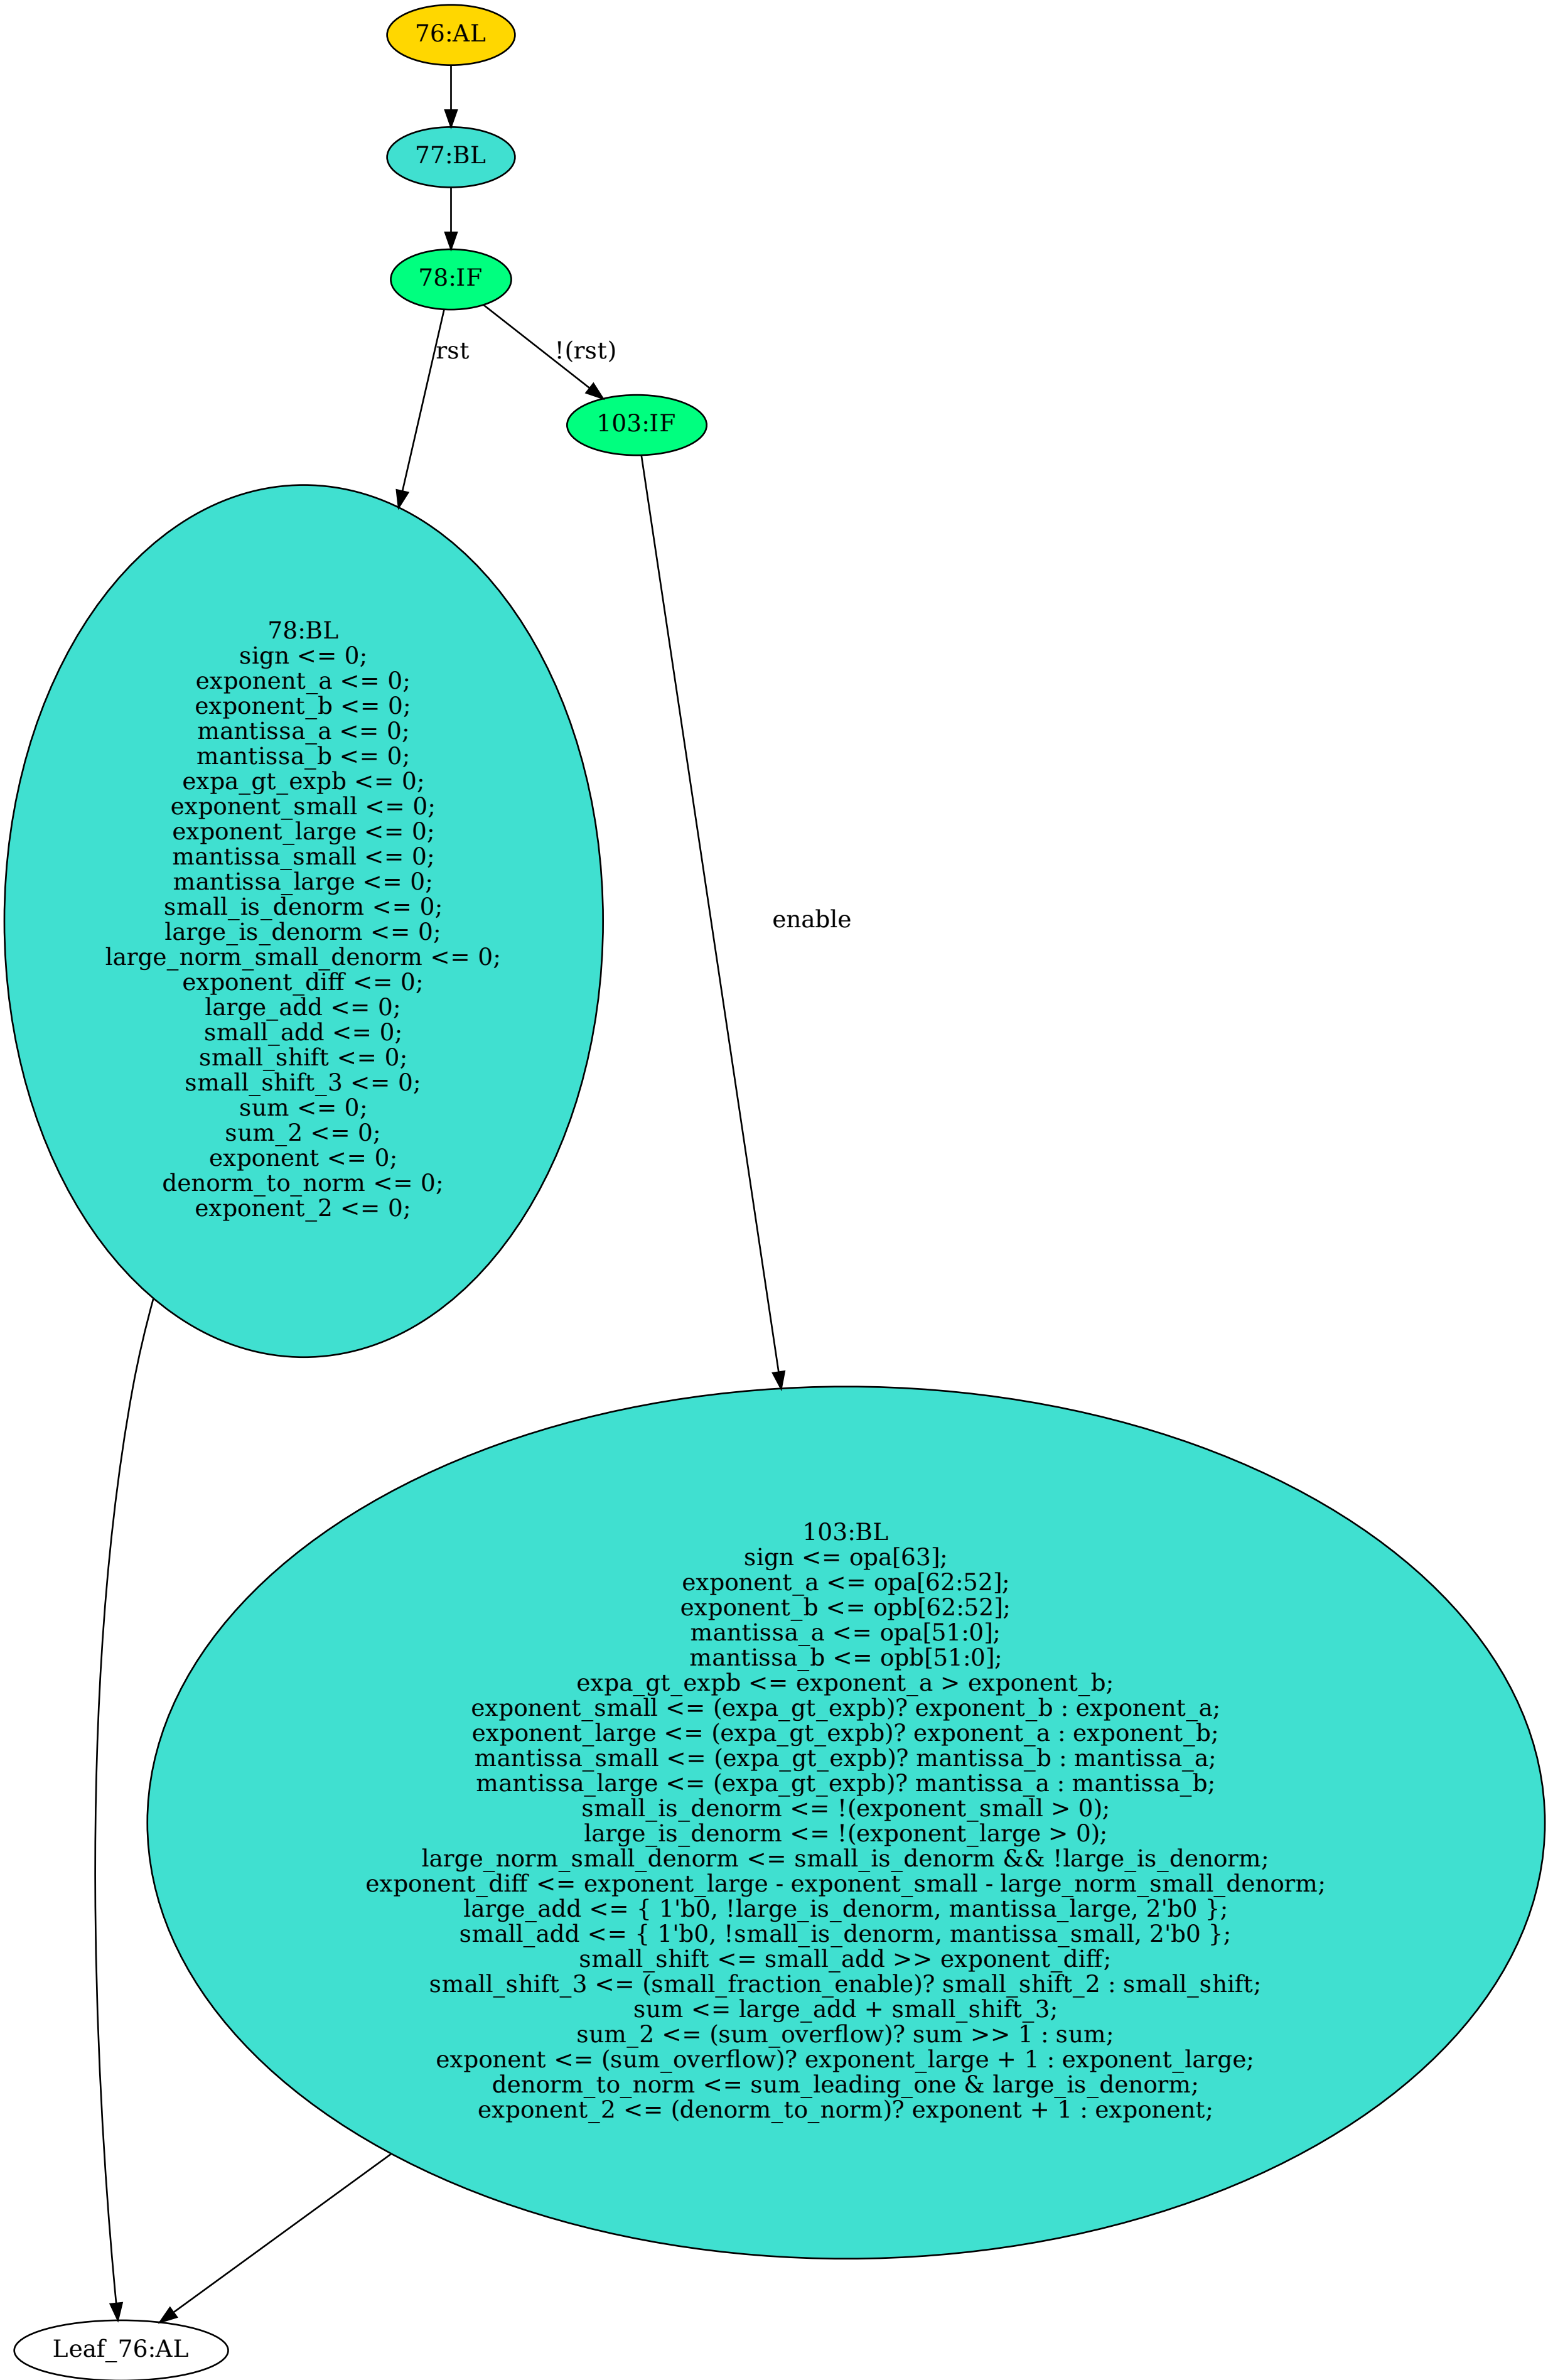 76:AL
77:BL
78:IF
rst
!(rst)
103:IF
78:BL
sign <= 0;
exponent_a <= 0;
exponent_b <= 0;
mantissa_a <= 0;
mantissa_b <= 0;
expa_gt_expb <= 0;
exponent_small <= 0;
exponent_large <= 0;
mantissa_small <= 0;
mantissa_large <= 0;
small_is_denorm <= 0;
large_is_denorm <= 0;
large_norm_small_denorm <= 0;
exponent_diff <= 0;
large_add <= 0;
small_add <= 0;
small_shift <= 0;
small_shift_3 <= 0;
sum <= 0;
sum_2 <= 0;
exponent <= 0;
denorm_to_norm <= 0;
exponent_2 <= 0;
enable
103:BL
sign <= opa[63];
exponent_a <= opa[62:52];
exponent_b <= opb[62:52];
mantissa_a <= opa[51:0];
mantissa_b <= opb[51:0];
expa_gt_expb <= exponent_a > exponent_b;
exponent_small <= (expa_gt_expb)? exponent_b : exponent_a;
exponent_large <= (expa_gt_expb)? exponent_a : exponent_b;
mantissa_small <= (expa_gt_expb)? mantissa_b : mantissa_a;
mantissa_large <= (expa_gt_expb)? mantissa_a : mantissa_b;
small_is_denorm <= !(exponent_small > 0);
large_is_denorm <= !(exponent_large > 0);
large_norm_small_denorm <= small_is_denorm && !large_is_denorm;
exponent_diff <= exponent_large - exponent_small - large_norm_small_denorm;
large_add <= { 1'b0, !large_is_denorm, mantissa_large, 2'b0 };
small_add <= { 1'b0, !small_is_denorm, mantissa_small, 2'b0 };
small_shift <= small_add >> exponent_diff;
small_shift_3 <= (small_fraction_enable)? small_shift_2 : small_shift;
sum <= large_add + small_shift_3;
sum_2 <= (sum_overflow)? sum >> 1 : sum;
exponent <= (sum_overflow)? exponent_large + 1 : exponent_large;
denorm_to_norm <= sum_leading_one & large_is_denorm;
exponent_2 <= (denorm_to_norm)? exponent + 1 : exponent;
Leaf_76:AL